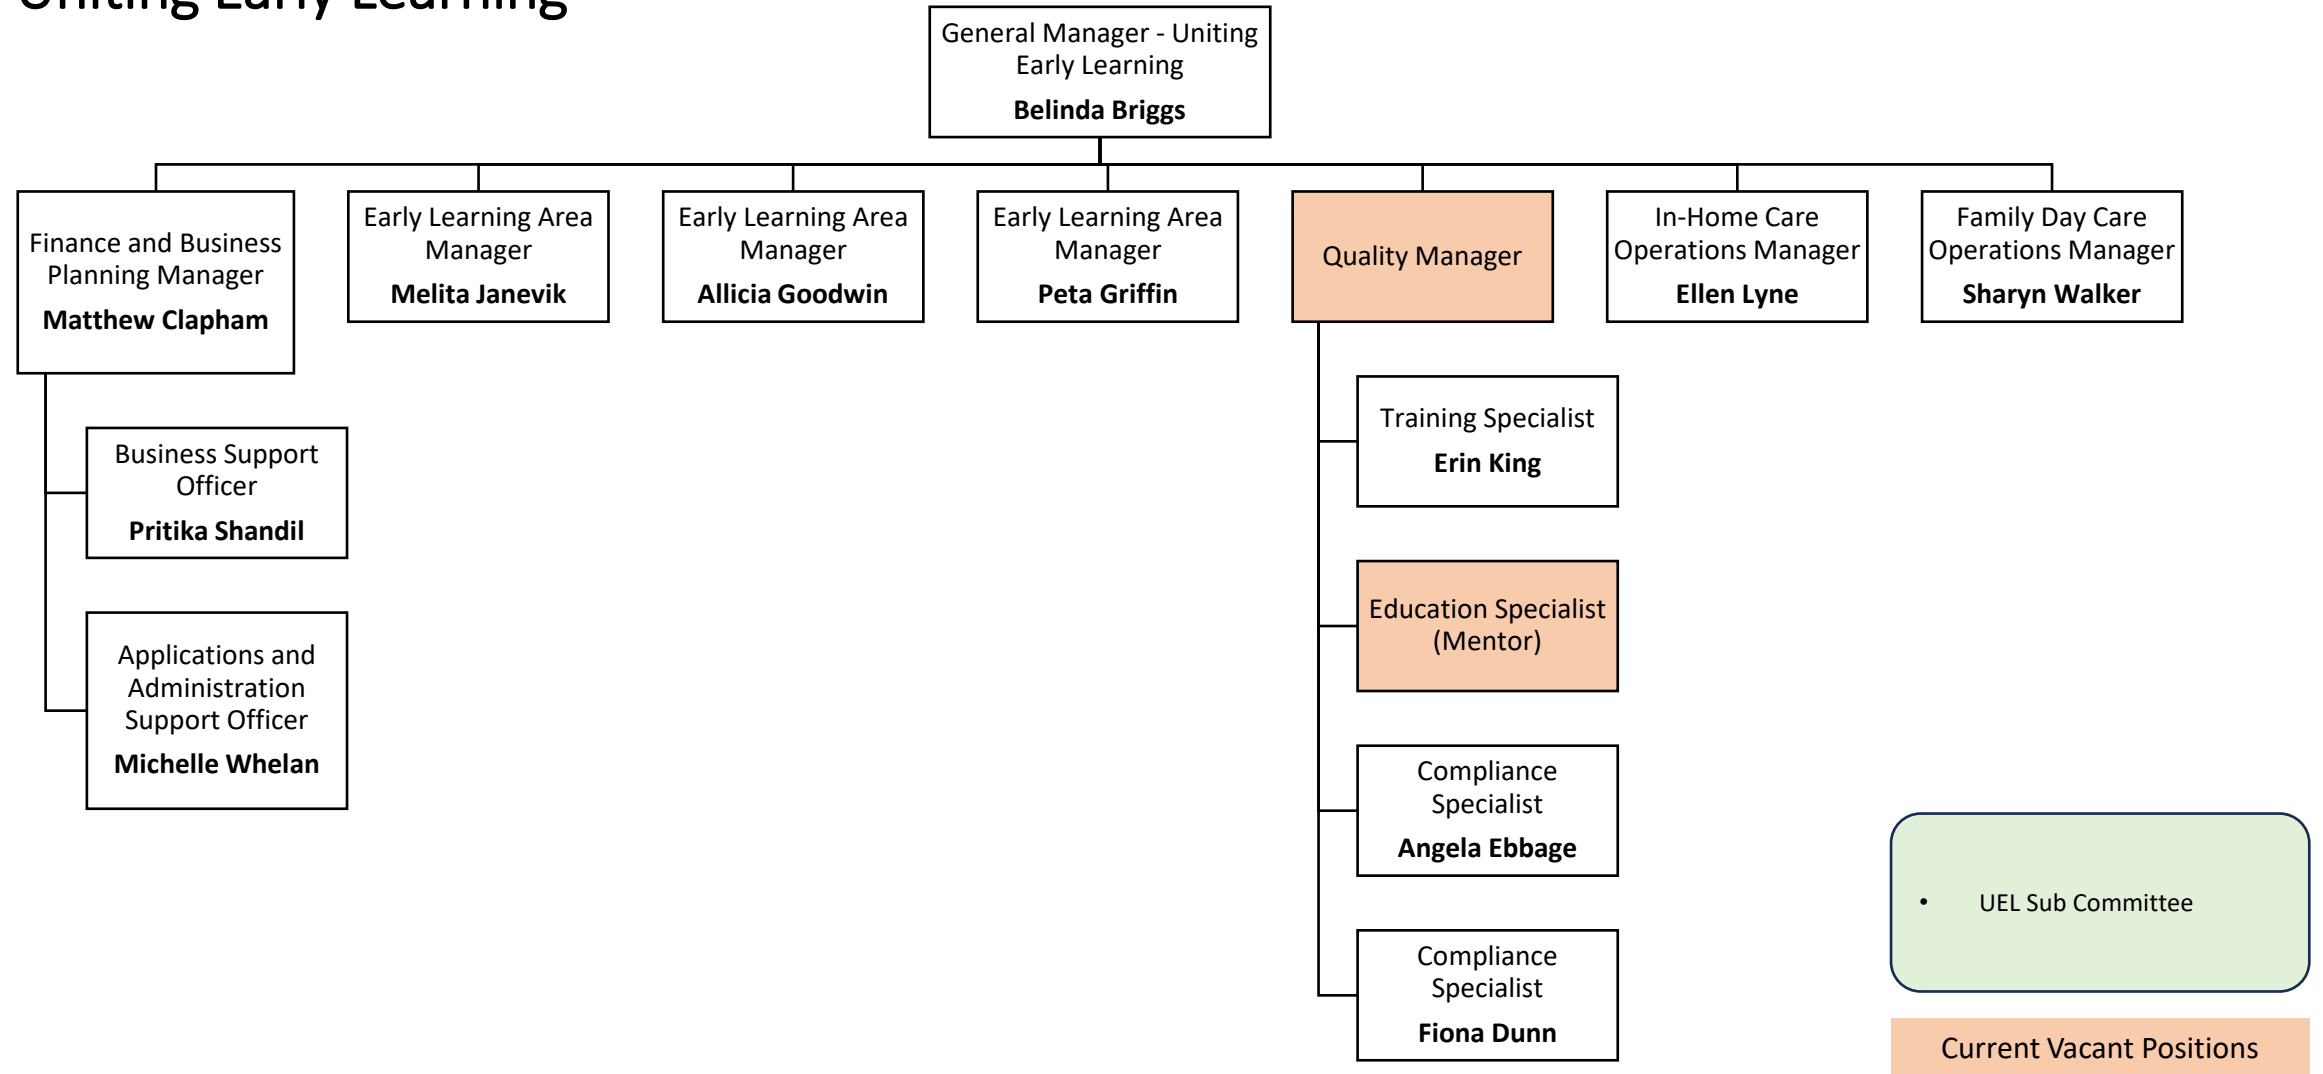 Uniting Early Learning
General Manager - Uniting
Early Learning
Belinda Briggs
Finance and Business
Planning Manager
Matthew Clapham
Early Learning Area
Manager
Melita Janevik
Early Learning Area
Manager
Allicia Goodwin
Early Learning Area
Manager
Peta Griffin
Quality Manager
In-Home Care
Operations Manager
Ellen Lyne
Family Day Care
Operations Manager
Sharyn Walker
Business Support
Officer
Pritika Shandil
Applications and
Administration
Support Officer
Michelle Whelan
Training Specialist
Erin King
Education Specialist
(Mentor)
Compliance
Specialist
Angela Ebbage
Compliance
Specialist
Fiona Dunn
• UEL Sub Committee
Current Vacant Positions